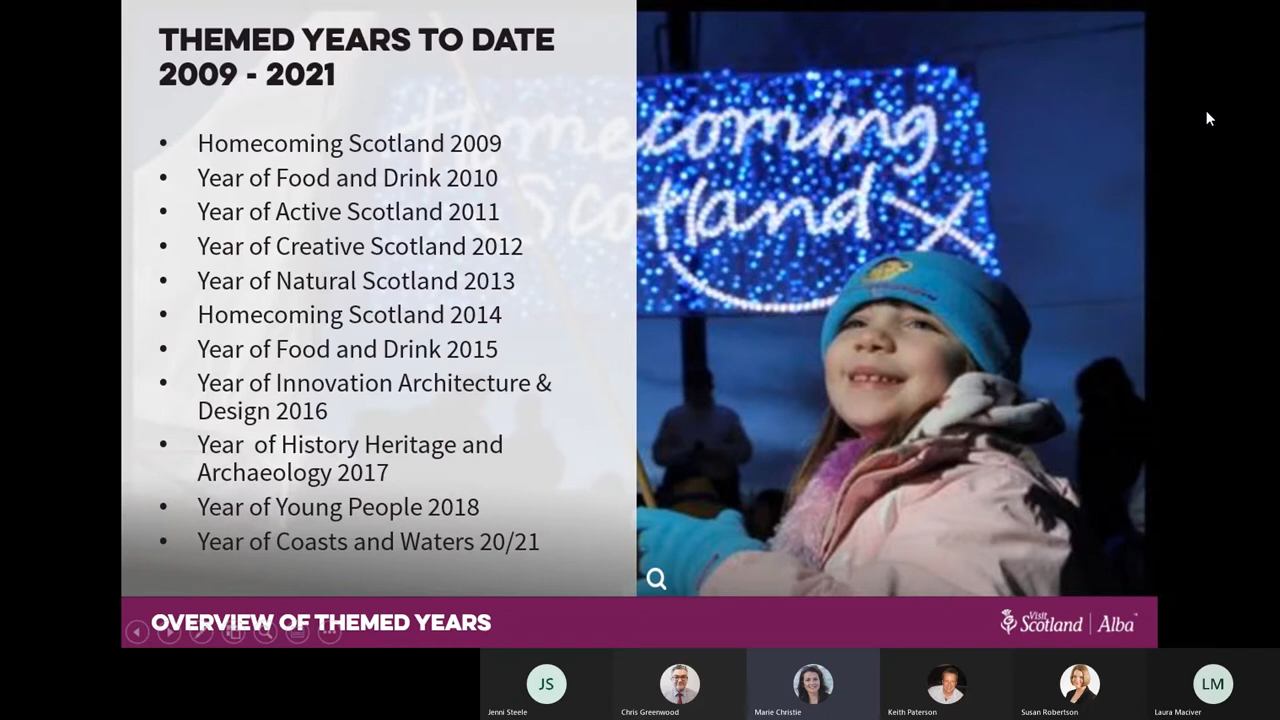 THEMED YEARS TO DATE
2009 - 2021
• Homecoming Scotland 2009
• Year of Food and Drink 2010
• Year of Active Scotland 2011
• Year of Creative Scotland 2012
• Year of Natural Scotland 2013
• Homecoming Scotland 2014
• Year of Food and Drink 2015
• Year of Innovation Architecture &
Design 2016
• Year of History Heritage and
Archaeology 2017
• Year of Young People 2018
• Year of Coasts and Waters 20/21
Homecoming
Scotland
OVERVIEW OF THEMED YEARS
Visit
Scotland | Alba™
JS
LM
Jenni Steele
Chris Greenwood
Marie Christie
Keith Paterson
Susan Robertson
Laura Maciver